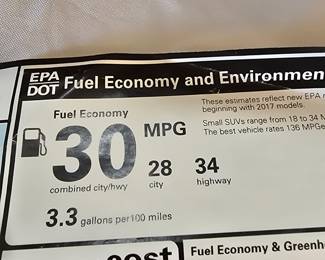 EPA
DOT Fuel Economy and Environmen
Fuel Economy
These estimates reflect new EPA
beginning with 2017 models.
30 MPG
Small SUVs range from 18 to 34 M
The best vehicle rates 136 MPGe
28 34
combined city/hwy city highway
3.3 gallons per 100 miles
cost
Fuel Economy & Greenh